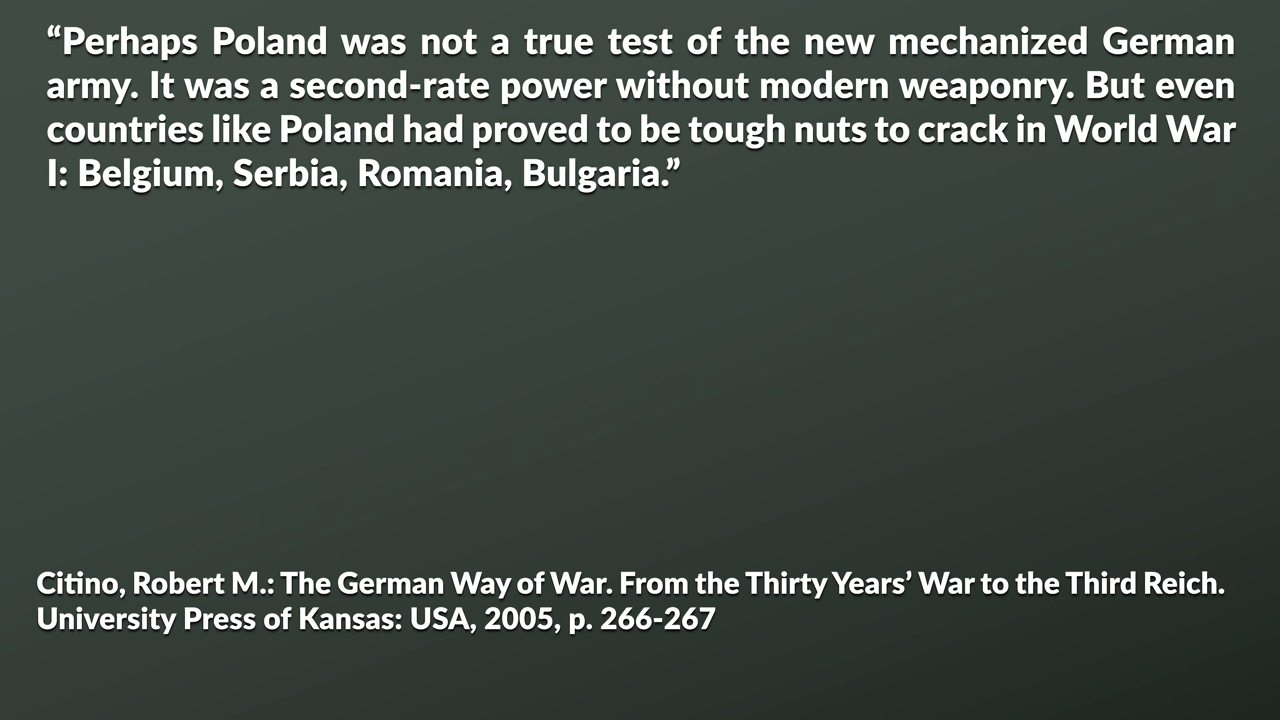 “Perhaps Poland was not a true test of the new mechanized German
army. It was a second-rate power without modern weaponry. But even
countries like Poland had proved to be tough nuts to crack in World War
I: Belgium, Serbia, Romania, Bulgaria.”
Citino, Robert M.: The German Way of War. From the Thirty Years’ War to the Third Reich.
University Press of Kansas: USA, 2005, p. 266-267